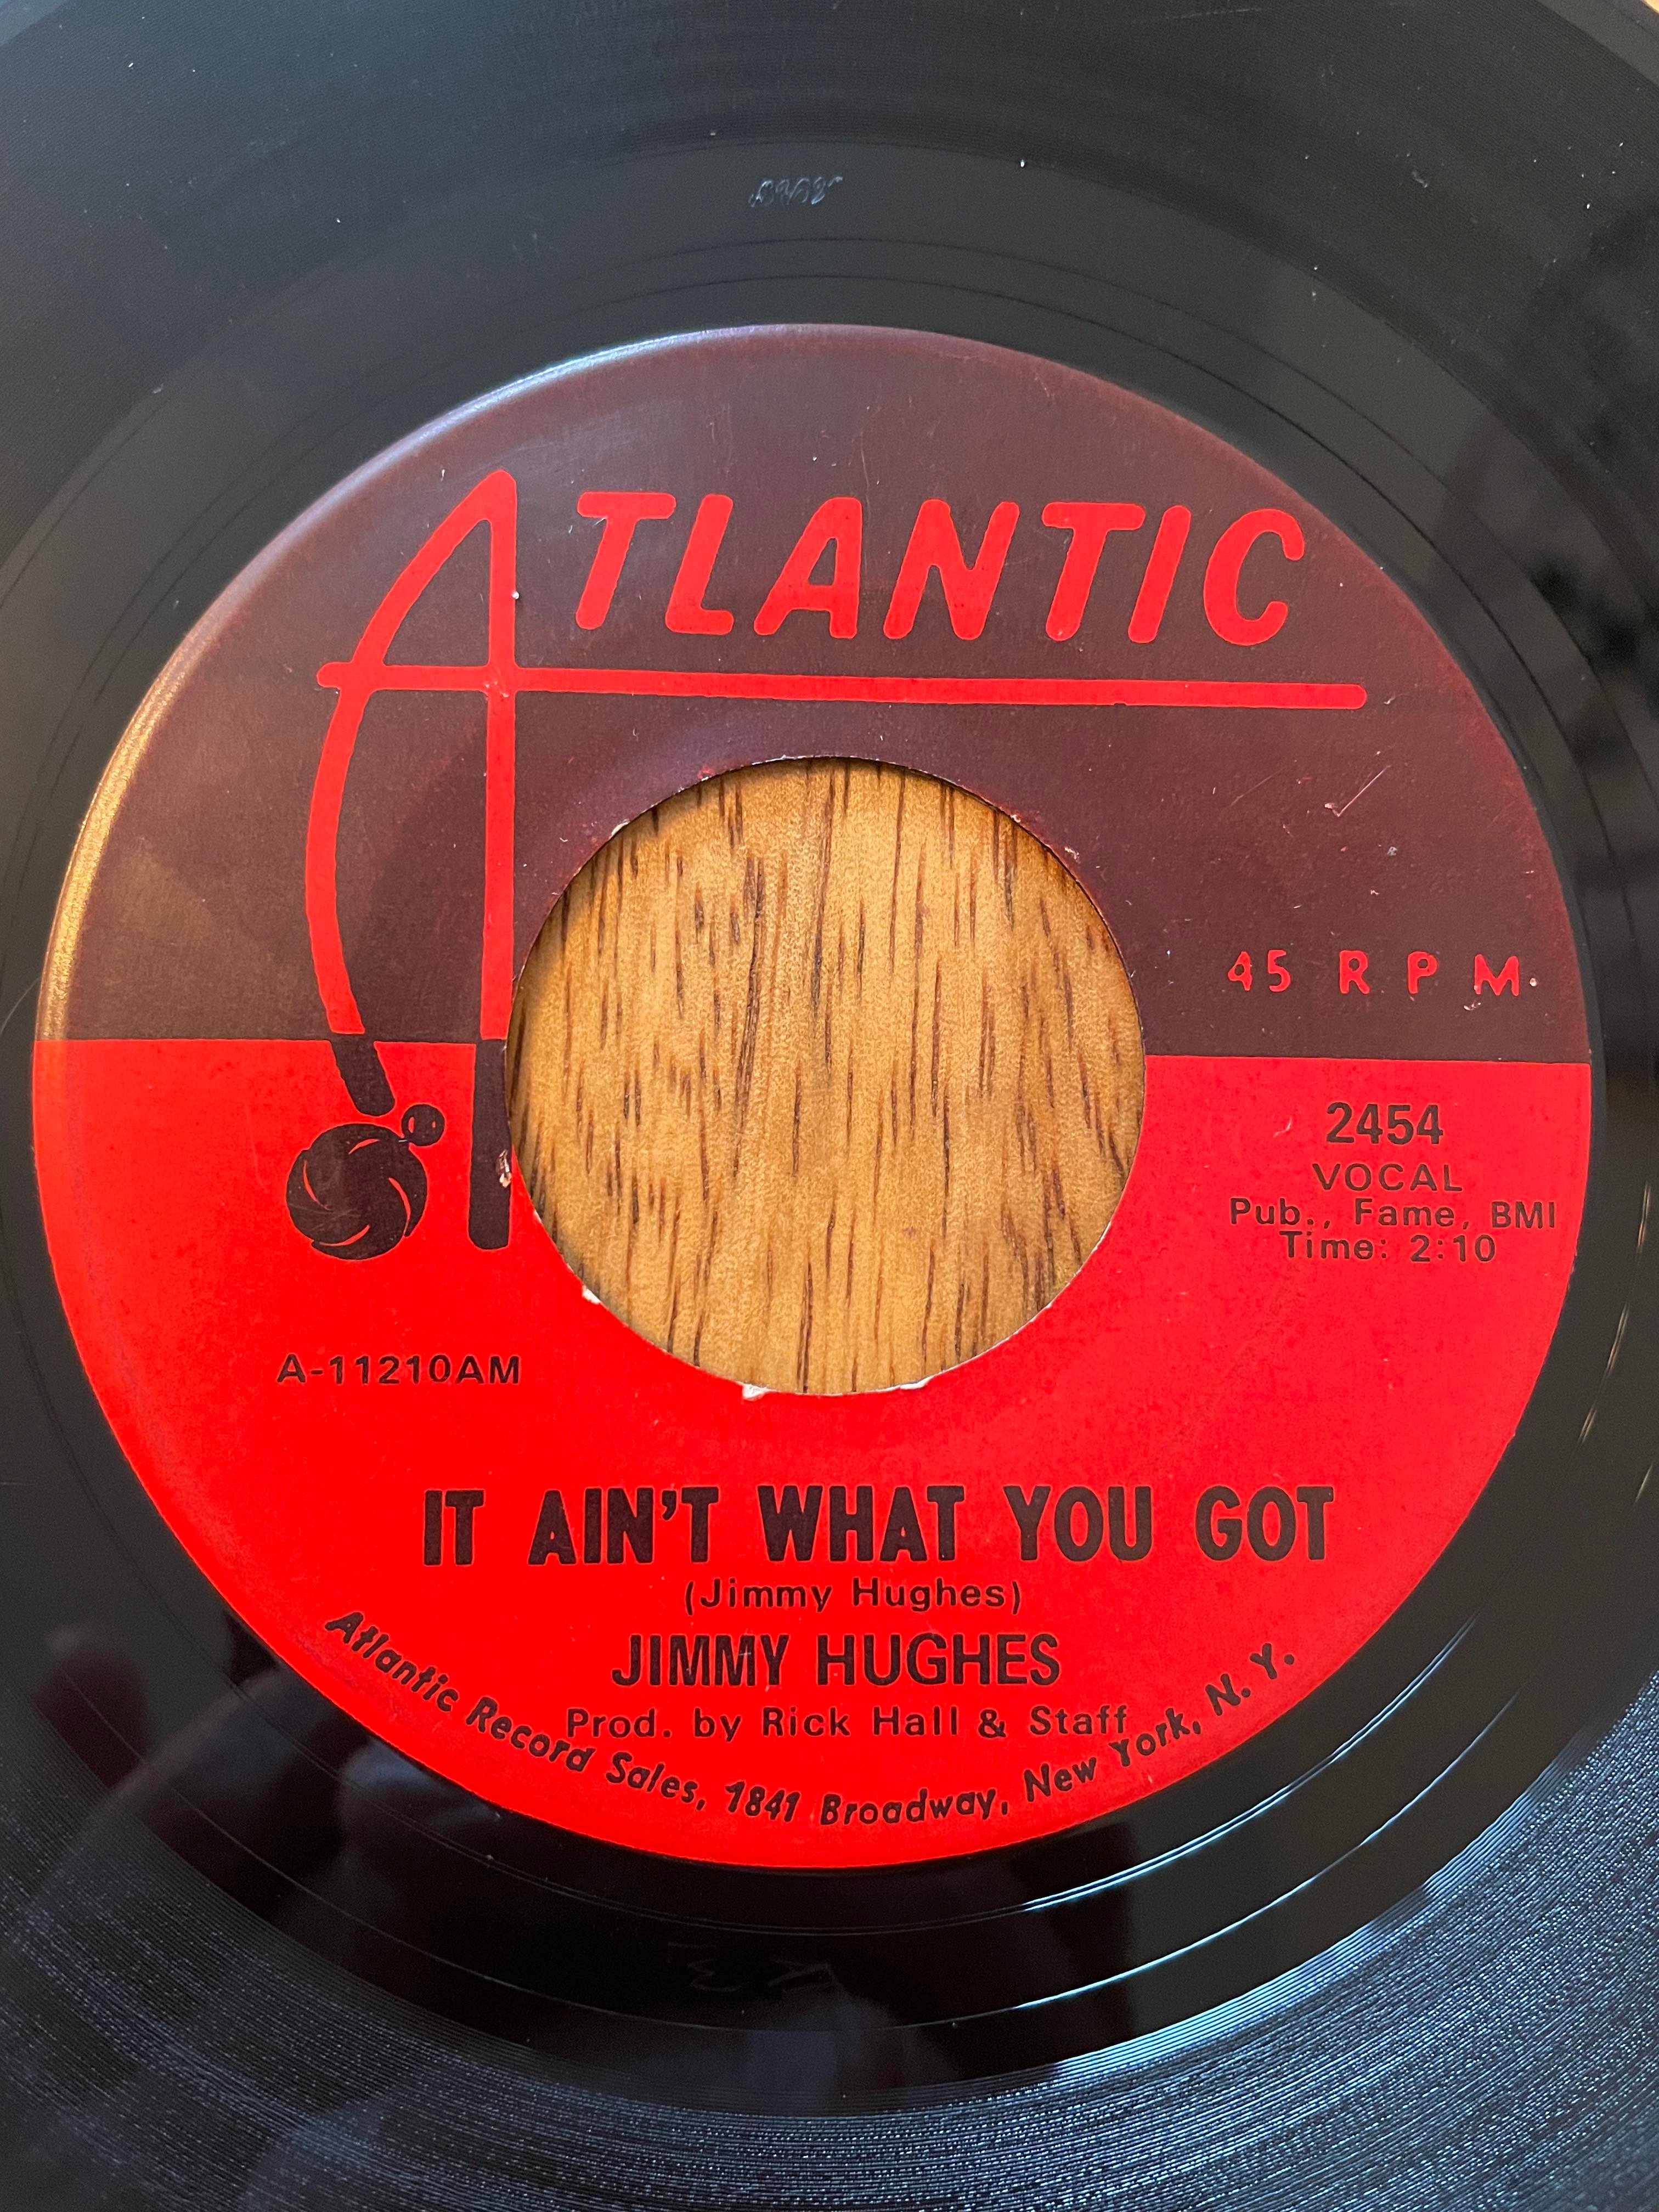 ATLANTIC
45 RPM.
2454
VOCAL
Pub., Fame, BMI
Time: 2:10
A-11210AM
IT AIN'T WHAT YOU GOT
(Jimmy Hughes)
JIMMY HUGHES
Prod. by Rick Hall & Staff
Atlantic Record Sales, 1841 Broadway, New York, N. Y.